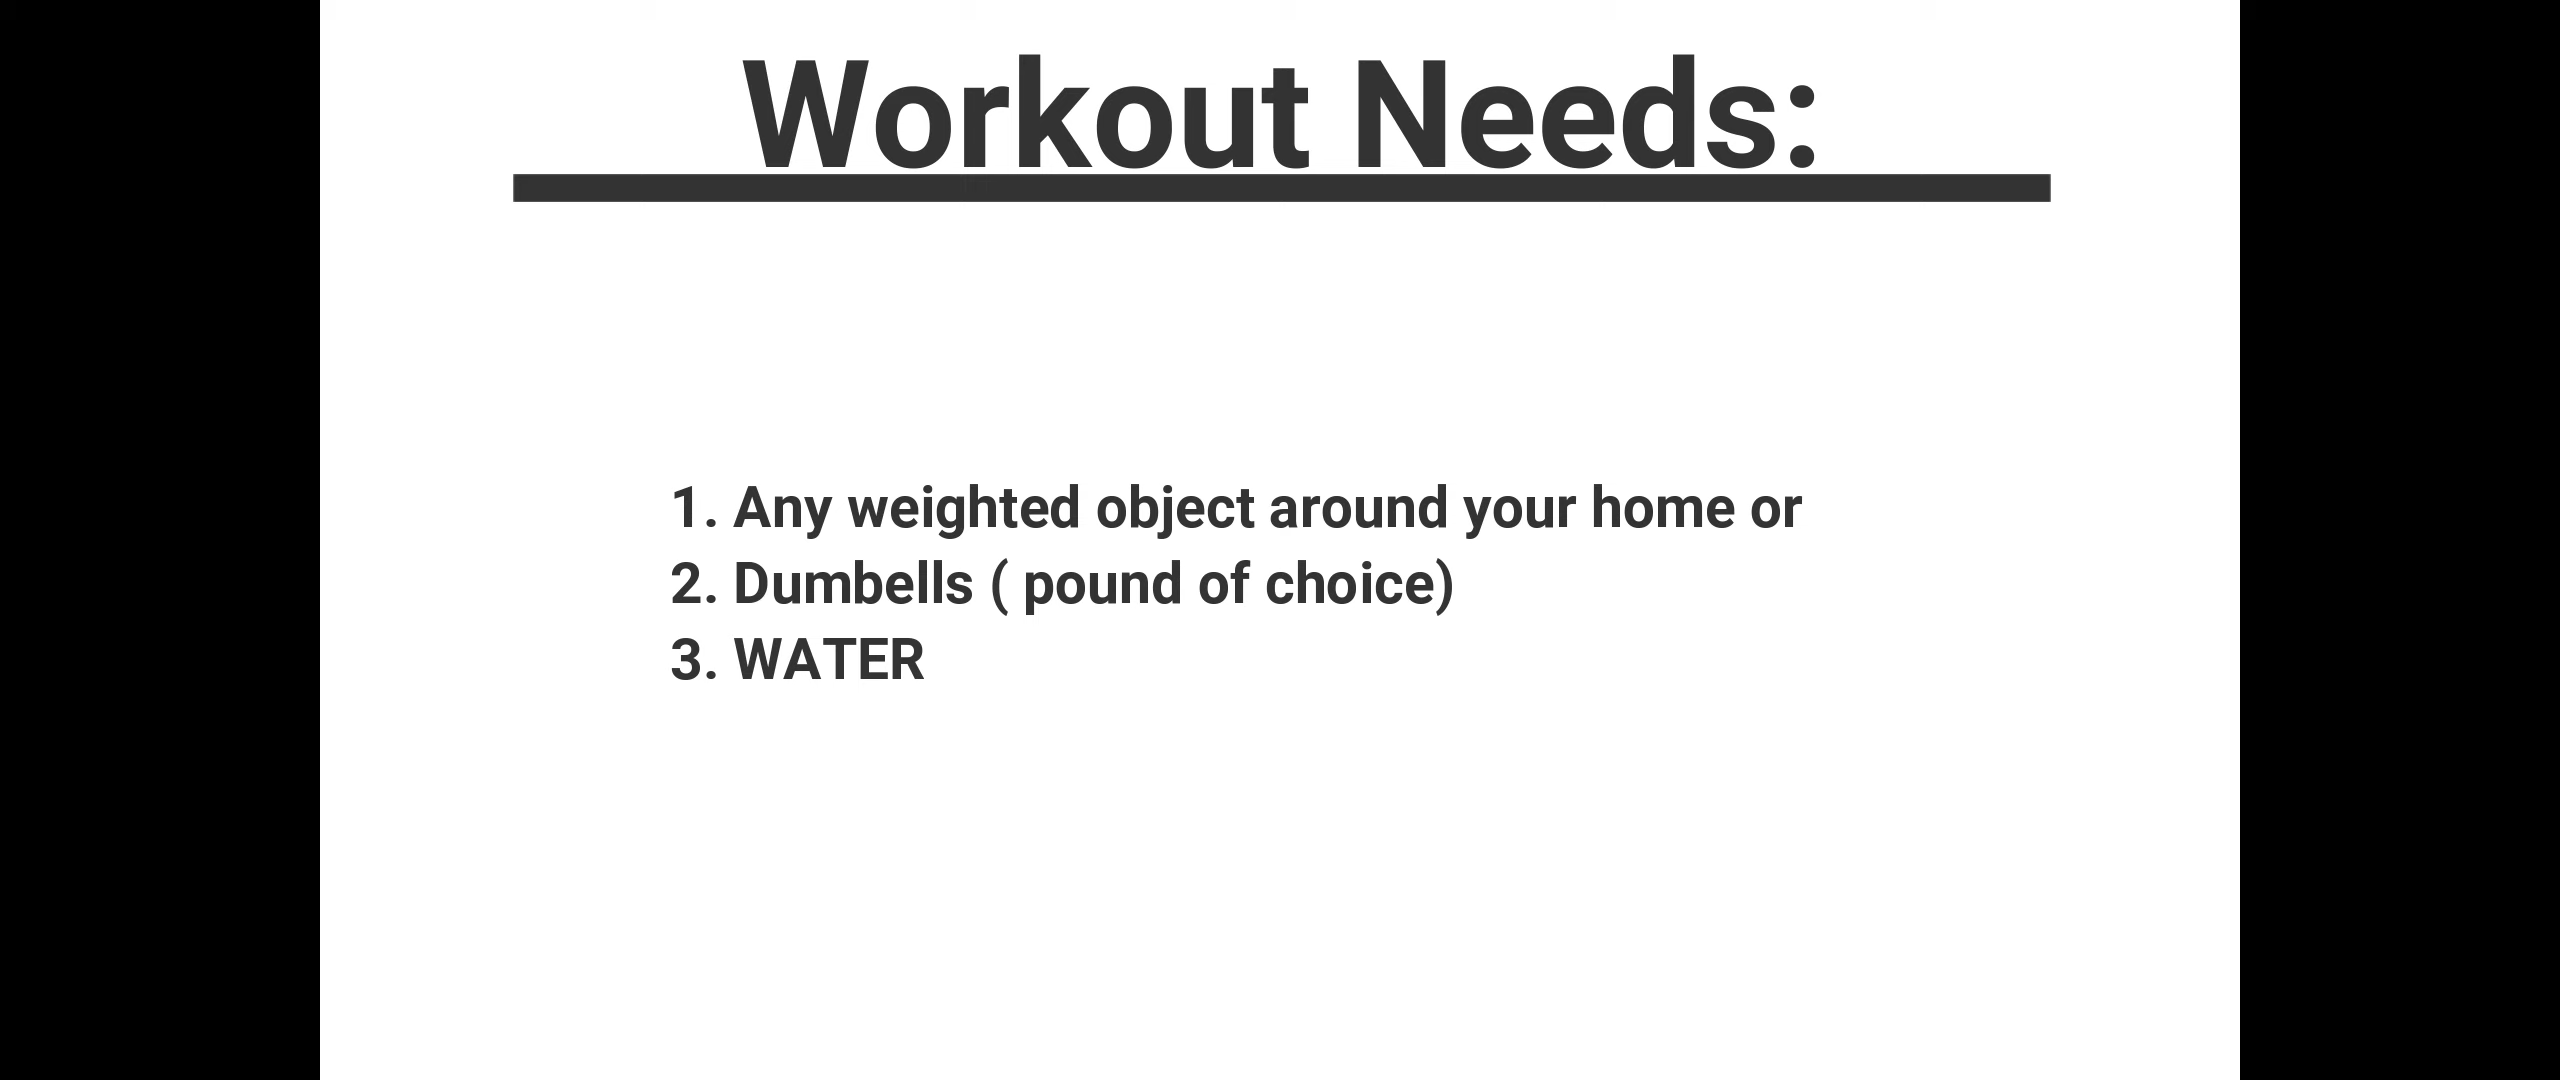 Workout Needs:
1. Any weighted object around your home or
2. Dumbells ( pound of choice)
3. WATER